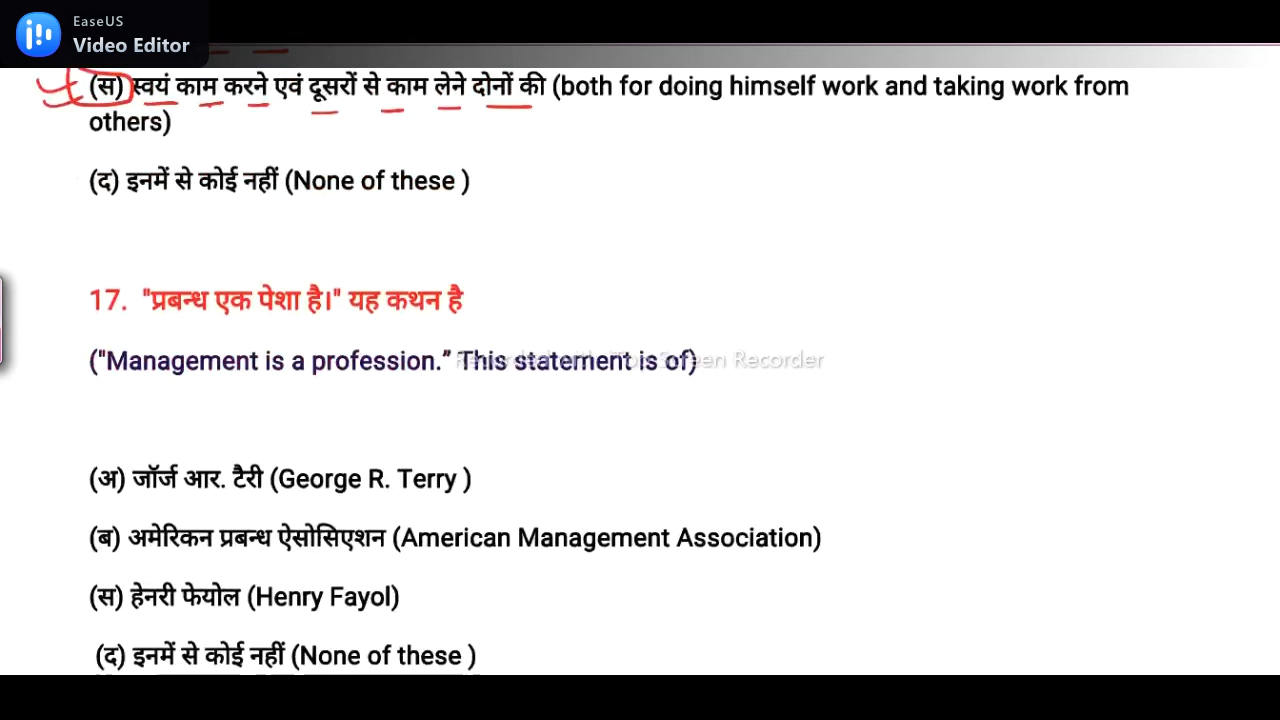 EaseUS
Video Editor
(स) स्वयं काम करने एवं दूसरों से काम लेने दोनों की (both for doing himself work and taking work from
others)
(द) इनमें से कोई नहीं (None of these )
17. "प्रबन्ध एक पेशा है।" यह कथन है
("Management is a profession.” This statement is of)
Screen Recorder
(अ) जॉर्ज आर. टैरी (George R. Terry )
(ब) अमेरिकन प्रबन्ध ऐसोसिएशन (American Management Association)
(स) हेनरी फेयोल (Henry Fayol)
(द) इनमें से कोई नहीं (None of these )